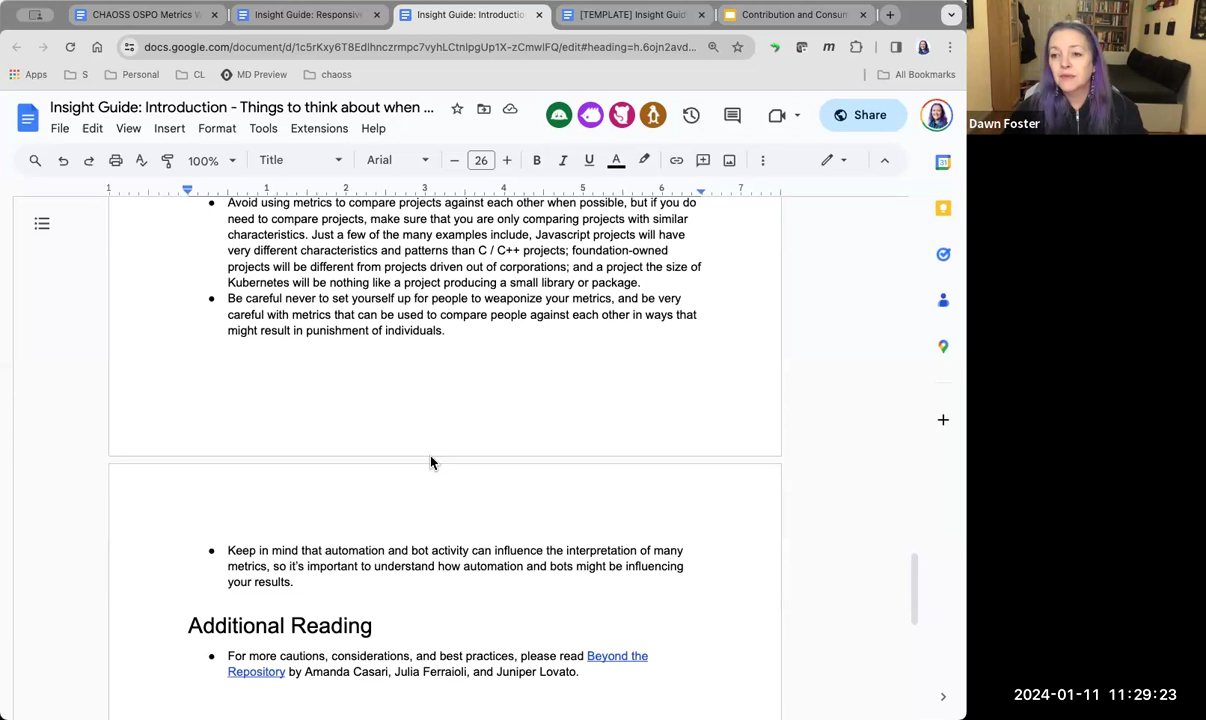 CHAOSS OSPO Metrics W
Insight Guide: Responsiv
Insight Guide: Introductio
[TEMPLATE] Insight Guid
Contribution and Consum
docs.google.com/document/d/1c5rKxy6T8Edlhnczrmpc7vyhLCtnlpgUp1X-zCmwlFQ/edit#heading=h.6ojn2avd...
Apps
S
Personal
CL
MD Preview
chaoss
All Bookmarks
Insight Guide: Introduction - Things to think about when ...
File Edit View Insert Format Tools Extensions Help
Share
100% Title Arial 26 B I U A
1 1 2 3 4 5 6 7
Avoid using metrics to compare projects against each other when possible, but if you do
need to compare projects, make sure that you are only comparing projects with similar
characteristics. Just a few of the many examples include, Javascript projects will have
very different characteristics and patterns than C / C++ projects; foundation-owned
projects will be different from projects driven out of corporations; and a project the size of
Kubernetes will be nothing like a project producing a small library or package.
Be careful never to set yourself up for people to weaponize your metrics, and be very
careful with metrics that can be used to compare people against each other in ways that
might result in punishment of individuals.
Keep in mind that automation and bot activity can influence the interpretation of many
metrics, so it's important to understand how automation and bots might be influencing
your results.
Additional Reading
For more cautions, considerations, and best practices, please read Beyond the
Repository by Amanda Casari, Julia Ferraioli, and Juniper Lovato.
Dawn Foster
2024-01-11 11:29:23